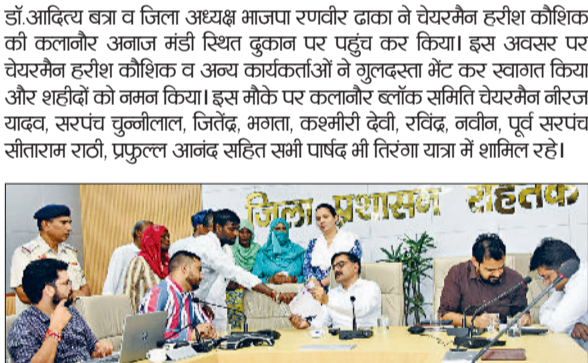 डॉ.आदित्य बत्रा व जिला अध्यक्ष भाजपा रणवीर ढाका ने चेयरमैन हरीश कौशिक
की कलानौर अनाज मंडी स्थित दुकान पर पहुंच कर किया। इस अवसर पर
चेयरमैन हरीश कौशिक व अन्य कार्यकर्ताओं ने गुलदस्ता भेंट कर स्वागत किया
और शहीदों को नमन किया। इस मौके पर कलानौर ब्लॉक समिति चेयरमैन नीरज
यादव, सरपंच चुन्नीलाल, जितेंद्र, भगता, कश्मीरी देवी, रविंद्र, नवीन, पूर्व सरपंच
सीताराम राठी, प्रफुल्ल आनंद सहित सभी पार्षद भी तिरंगा यात्रा में शामिल रहे।
जिला प्रशासन रोहतक